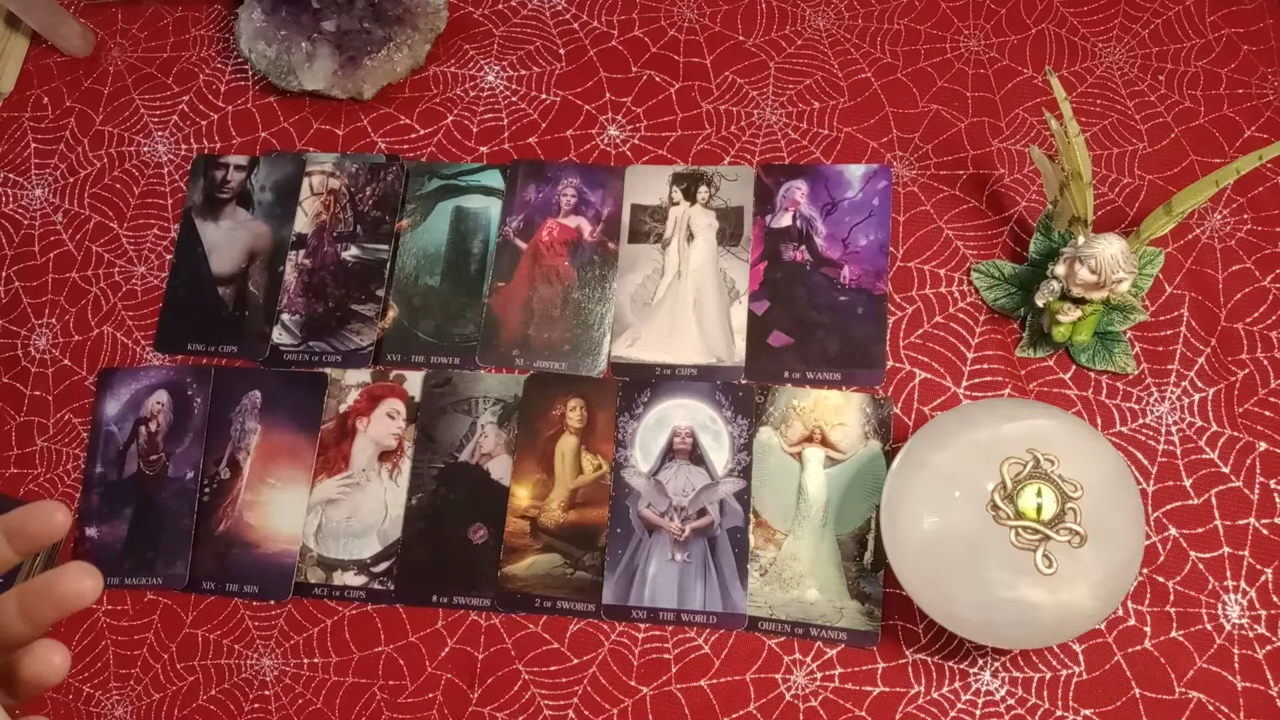 KING OF CUPS
QUEEN OF CUPS
XVI - THE TOWER
XI - JUSTICE
2 OF CUPS
8 OF WANDS
THE MAGICIAN
XIX - THE SUN
ACE OF CUPS
8 OF SWORDS
2 OF SWORDS
XXI - THE WORLD
QUEEN OF WANDS